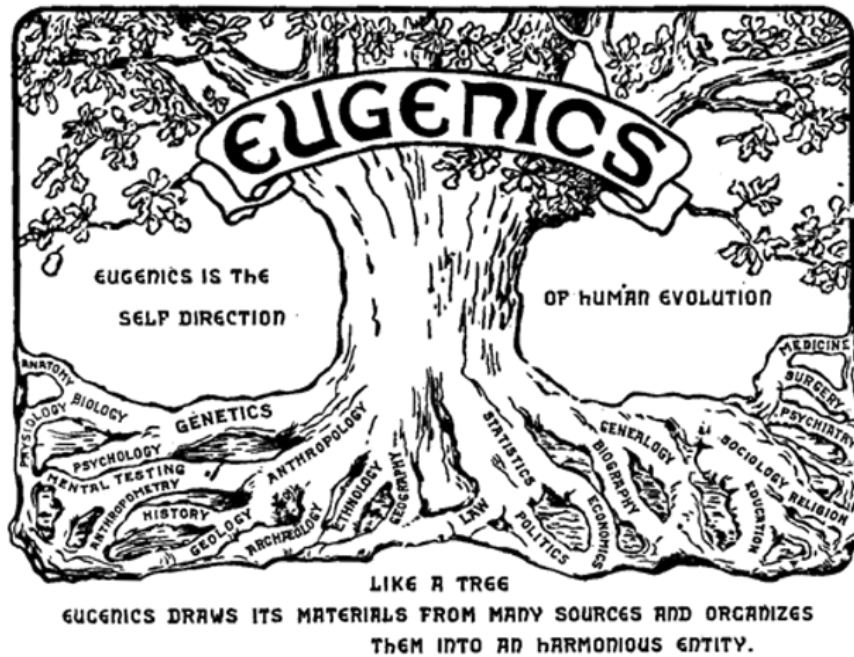 EUGENICS
EUGENICS IS THE
SELF DIRECTION
OF HUMAN EVOLUTION
ANATOMY
BIOLOGY
PHYSIOLOGY
GENETICS
PSYCHOLOGY
MENTAL TESTING
ANTHROPOMETRY
HISTORY
ANTHROPOLOGY
GEOLOGY
ARCHÆOLOGY
ETHNOLOGY
GEOGRAPHY
LAW
STATISTICS
POLITICS
ECONOMICS
BIOGRAPHY
GENEALOGY
SOCIOLOGY
EDUCATION
RELIGION
PSYCHIATRY
SURGERY
MEDICINE
LIKE A TREE
EUGENICS DRAWS ITS MATERIALS FROM MANY SOURCES AND ORGANIZES
THEM INTO AN HARMONIOUS ENTITY.